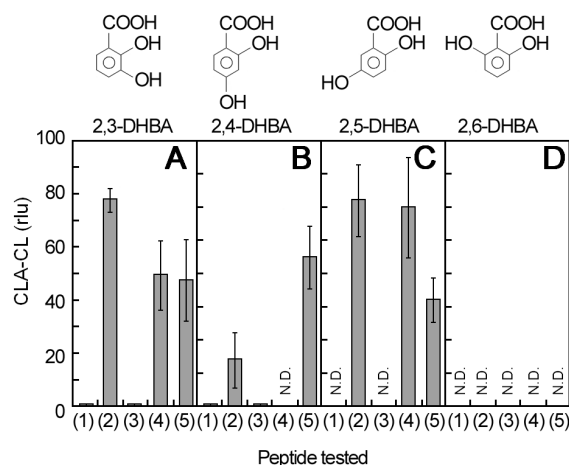 COOH COOH COOH COOH
OH OH OH HO OH
OH HO
OH
2,3-DHBA 2,4-DHBA 2,5-DHBA 2,6-DHBA
A B C D
CLA-CL (rlu)
100
80
60
40
20
0
N.D. N.D. N.D. N.D. N.D. N.D. N.D. N.D.
(1) (2) (3) (4) (5) (1) (2) (3) (4) (5) (1) (2) (3) (4) (5) (1) (2) (3) (4) (5)
Peptide tested